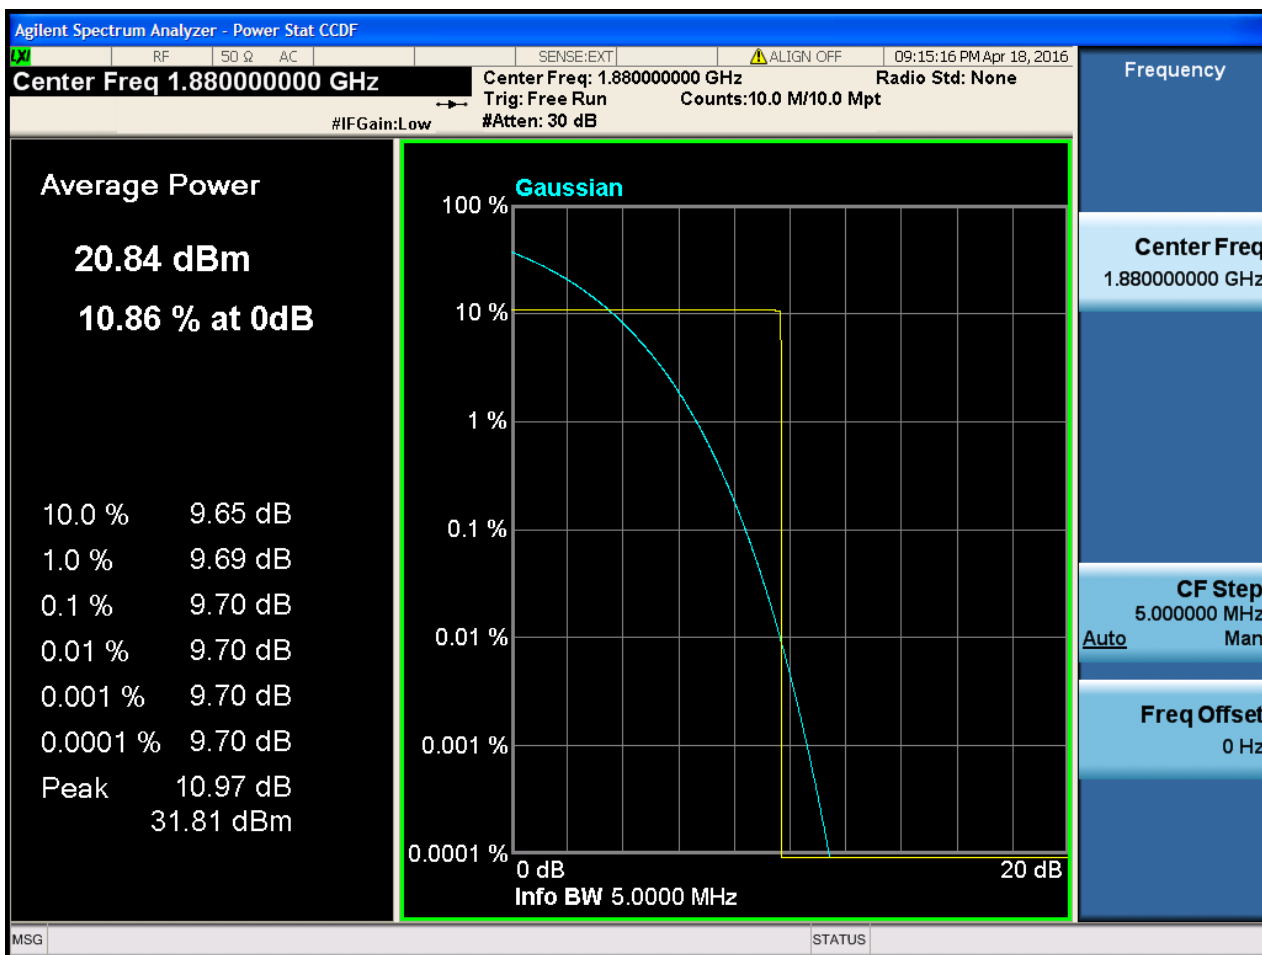 Agilent Spectrum Analyzer - Power Stat CCDF
LXI RF 50 Ω AC SENSE:EXT ALIGN OFF 09:15:16 PM Apr 18, 2016
Center Freq 1.880000000 GHz
Center Freq: 1.880000000 GHz Radio Std: None
Trig: Free Run Counts:10.0 M/10.0 Mpt
#IFGain:Low #Atten: 30 dB
Average Power
20.84 dBm
10.86 % at 0dB
10.0 % 9.65 dB
1.0 % 9.69 dB
0.1 % 9.70 dB
0.01 % 9.70 dB
0.001 % 9.70 dB
0.0001 % 9.70 dB
Peak 10.97 dB
31.81 dBm
Gaussian
100 %
10 %
1 %
0.1 %
0.01 %
0.001 %
0.0001 %
0 dB 20 dB
Info BW 5.0000 MHz
Frequency
Center Freq
1.880000000 GHz
CF Step
5.000000 MHz
Auto Man
Freq Offset
0 Hz
MSG STATUS